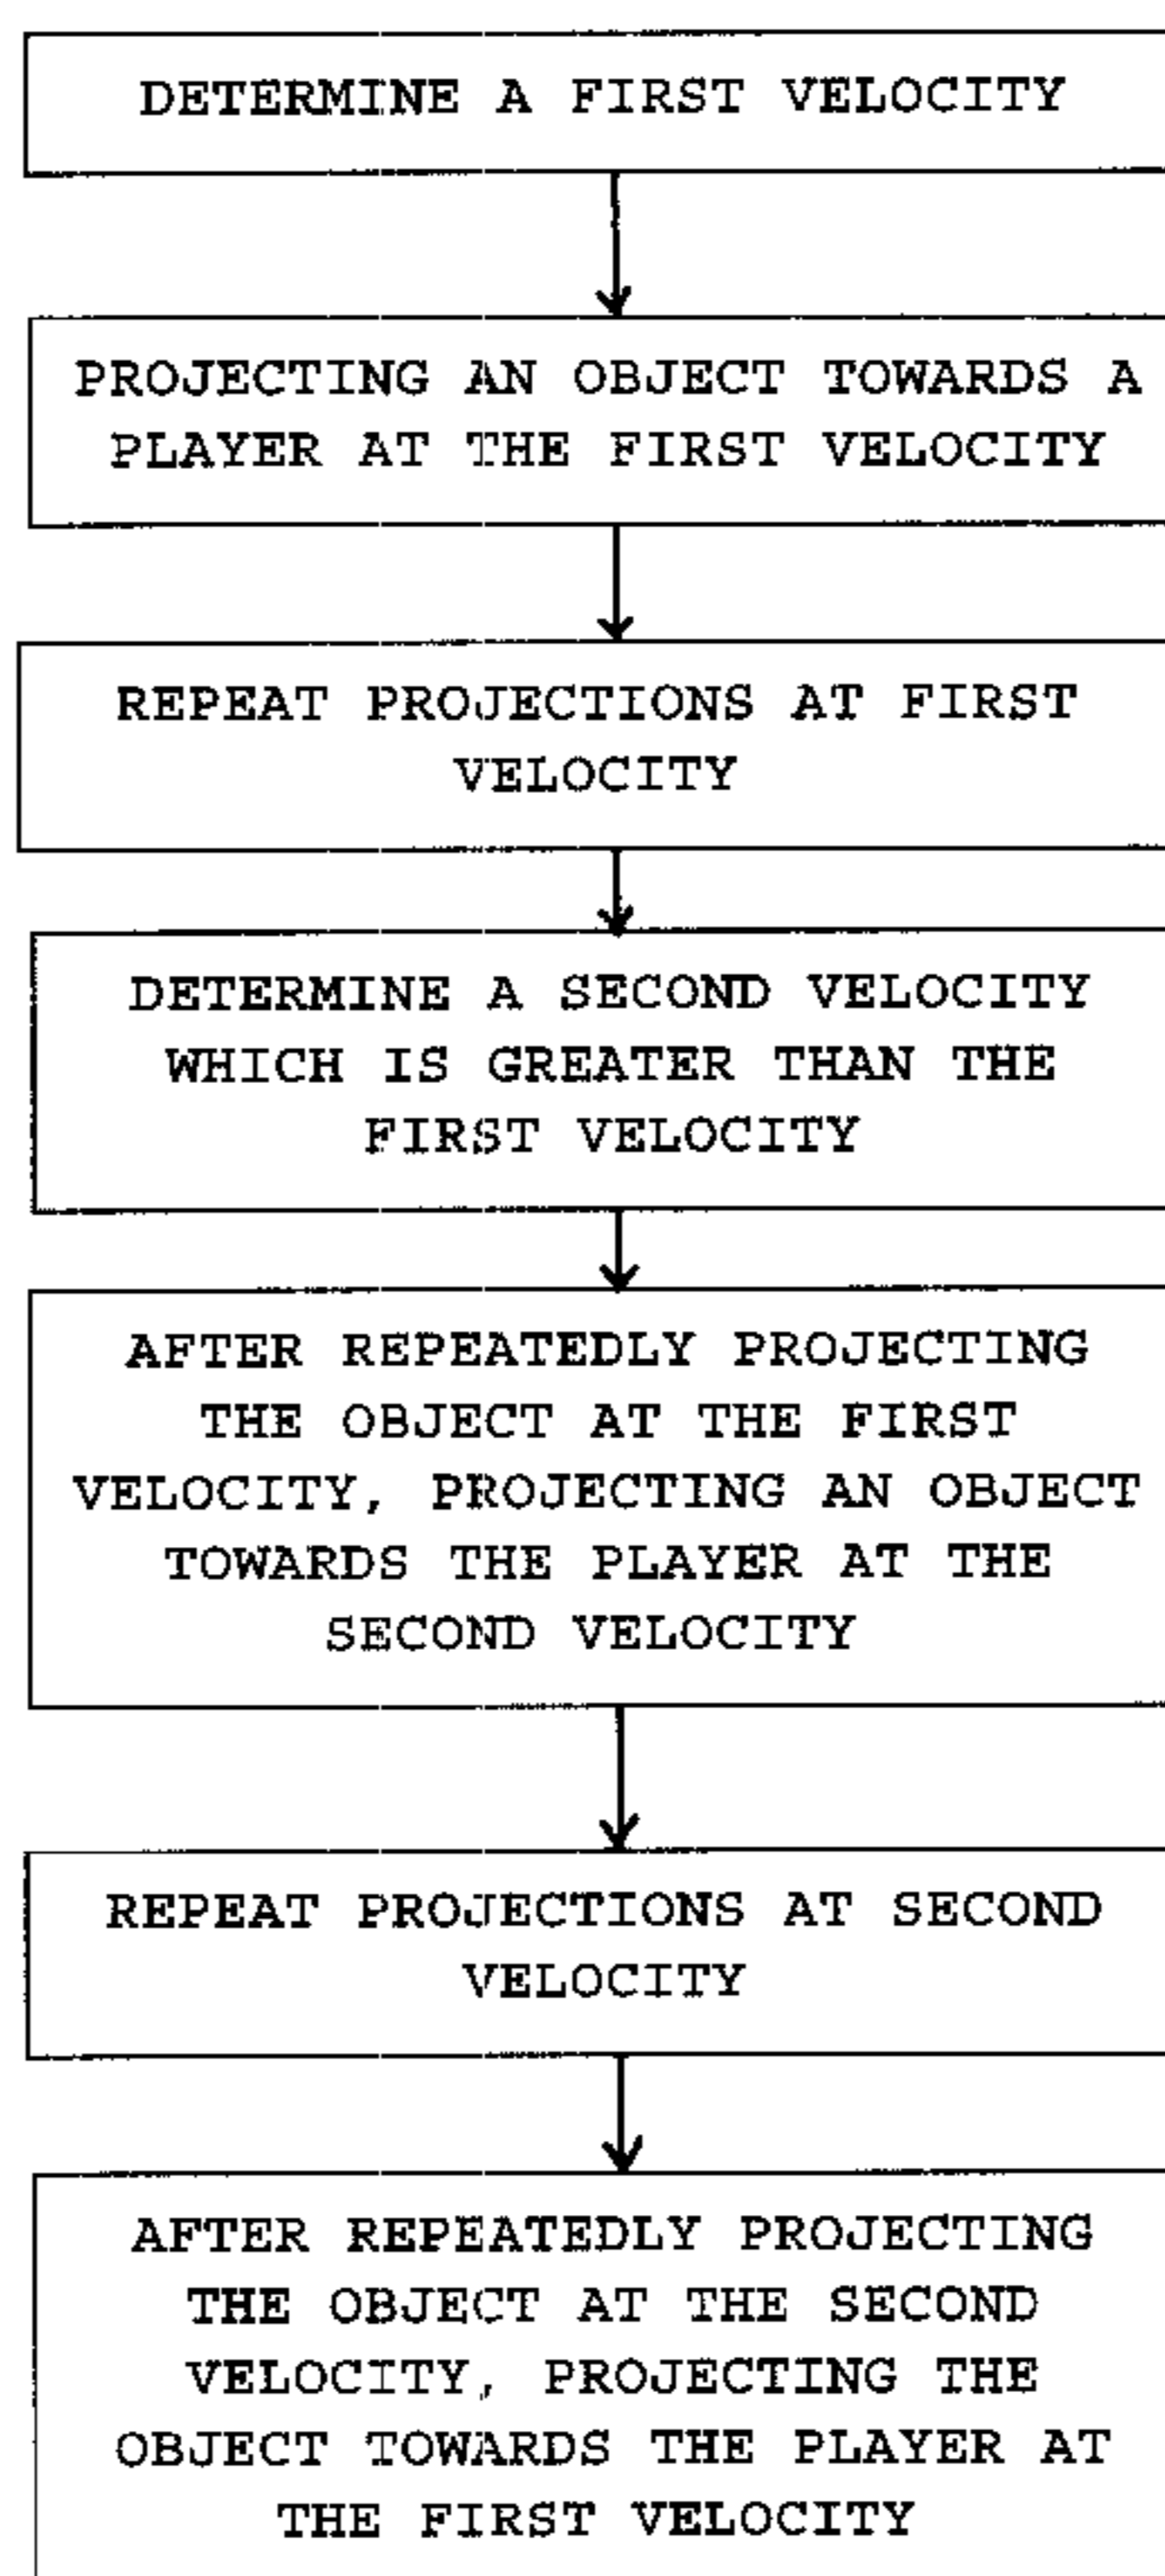 DETERMINE A FIRST VELOCITY
PROJECTING AN OBJECT TOWARDS A
PLAYER AT THE FIRST VELOCITY
REPEAT PROJECTIONS AT FIRST
VELOCITY
DETERMINE A SECOND VELOCITY
WHICH IS GREATER THAN THE
FIRST VELOCITY
AFTER REPEATEDLY PROJECTING
THE OBJECT AT THE FIRST
VELOCITY, PROJECTING AN OBJECT
TOWARDS THE PLAYER AT THE
SECOND VELOCITY
REPEAT PROJECTIONS AT SECOND
VELOCITY
AFTER REPEATEDLY PROJECTING
THE OBJECT AT THE SECOND
VELOCITY, PROJECTING THE
OBJECT TOWARDS THE PLAYER AT
THE FIRST VELOCITY